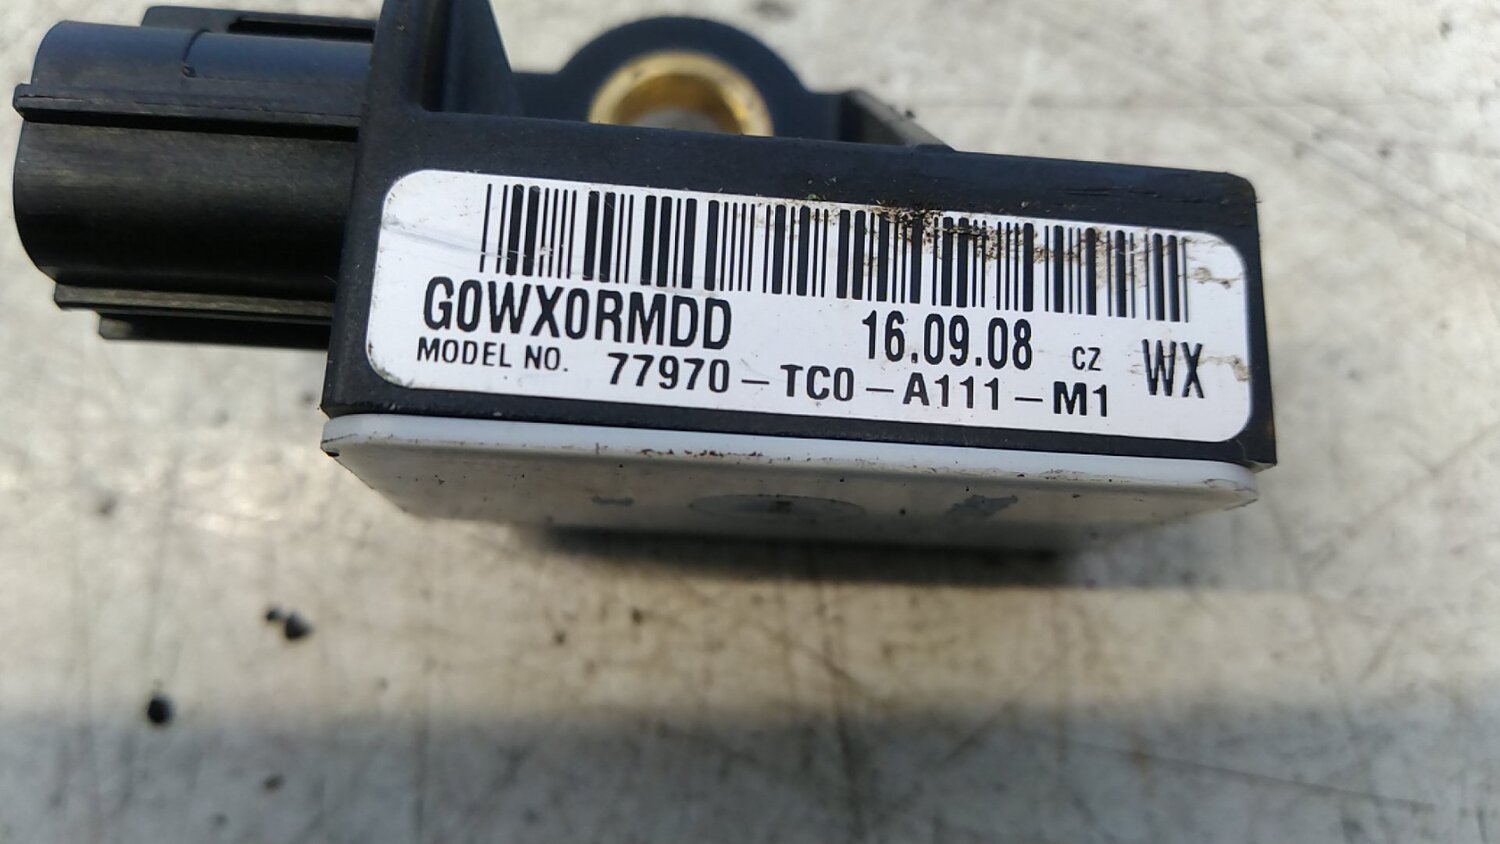 G0WX0RMDD 16.09.08 CZ WX
MODEL NO. 77970-TC0-A111-M1